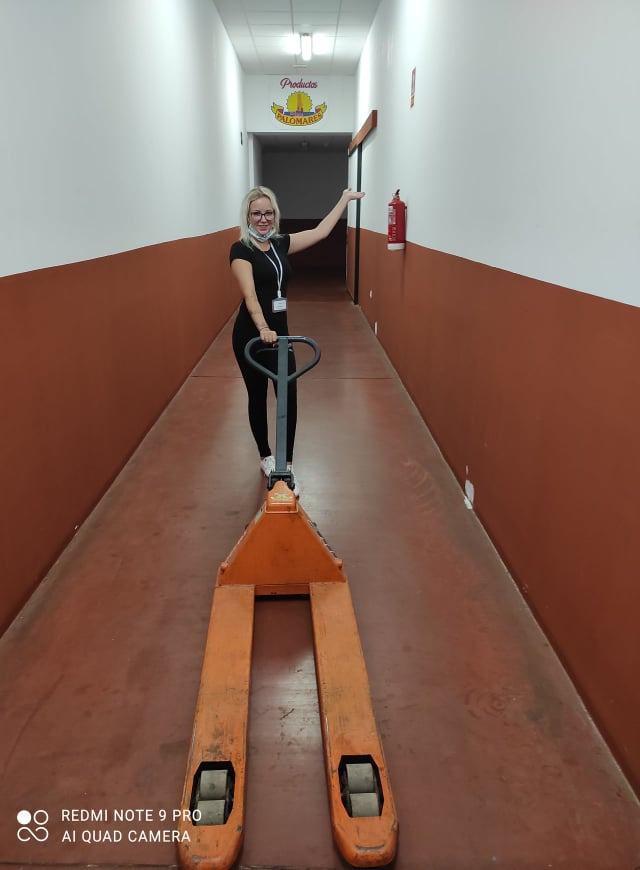 Productos
PALOMARES
REDMI NOTE 9 PRO
AI QUAD CAMERA